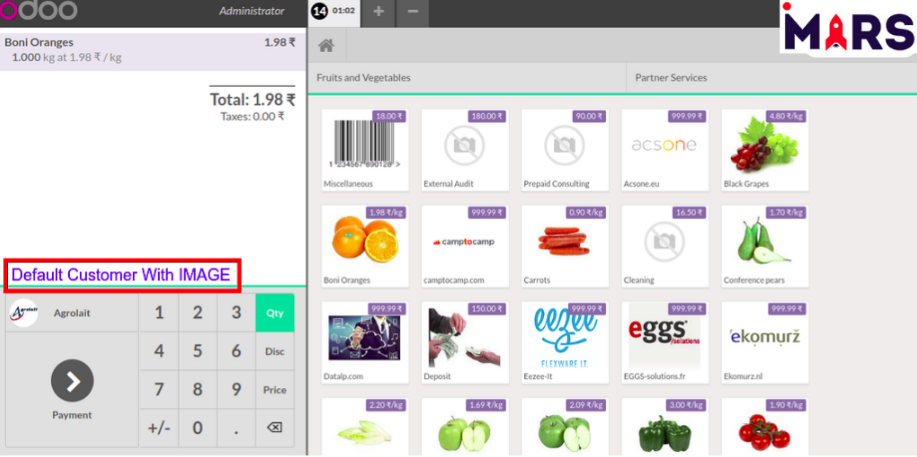 odoo
Administrator
14 01:02
+
−
MARS
Boni Oranges 1.98 ₹
1.000 kg at 1.98 ₹ / kg
Total: 1.98 ₹
Taxes: 0.00 ₹
Default Customer With IMAGE
Agrolait Agrolait
1 2 3 Qty
4 5 6 Disc
7 8 9 Price
+/- 0 .
Payment
Fruits and Vegetables
Partner Services
18.00 ₹
1 234567 890128 >
Miscellaneous
180.00 ₹
External Audit
90.00 ₹
Prepaid Consulting
999.99 ₹
acsone
Acsone.eu
4.80 ₹/kg
Black Grapes
1.98 ₹/kg
Boni Oranges
999.99 ₹
camptocamp
camptocamp.com
0.90 ₹/kg
Carrots
16.50 ₹
Cleaning
1.70 ₹/kg
Conference pears
999.99 ₹
Datalp.com
150.00 ₹
Deposit
999.99 ₹
eezee
FLEXWARE IT.
Eezee-It
999.99 ₹
eggs
/solutions
EGGS-solutions.fr
999.99 ₹
ekomurž
Ekomurz.nl
2.20 ₹/kg
1.69 ₹/kg
2.09 ₹/kg
3.00 ₹/kg
1.90 ₹/kg